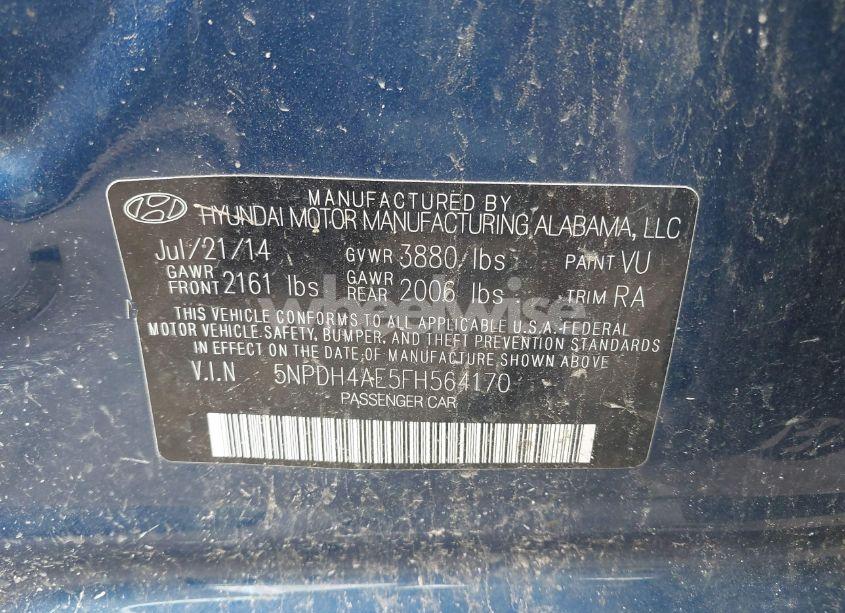 MANUFACTURED BY
HYUNDAI MOTOR MANUFACTURING ALABAMA, LLC
Jul/21/14 GVWR 3880 lbs PAINT VU
GAWR FRONT 2161 lbs GAWR REAR 2006 lbs TRIM RA
THIS VEHICLE CONFORMS TO ALL APPLICABLE U.S.A. FEDERAL
MOTOR VEHICLE SAFETY, BUMPER, AND THEFT PREVENTION STANDARDS
IN EFFECT ON THE DATE OF MANUFACTURE SHOWN ABOVE
V.I.N 5NPDH4AE5FH564170
PASSENGER CAR
wheelwise